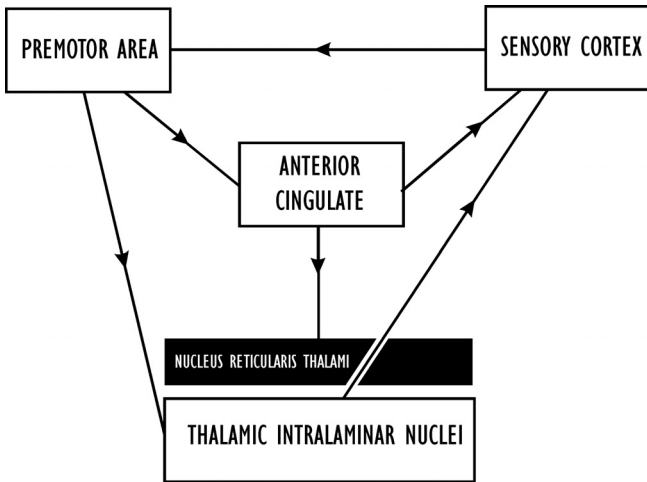 PREMOTOR AREA
SENSORY CORTEX
ANTERIOR
CINGULATE
NUCLEUS RETICULARIS THALAMI
THALAMIC INTRALAMINAR NUCLEI